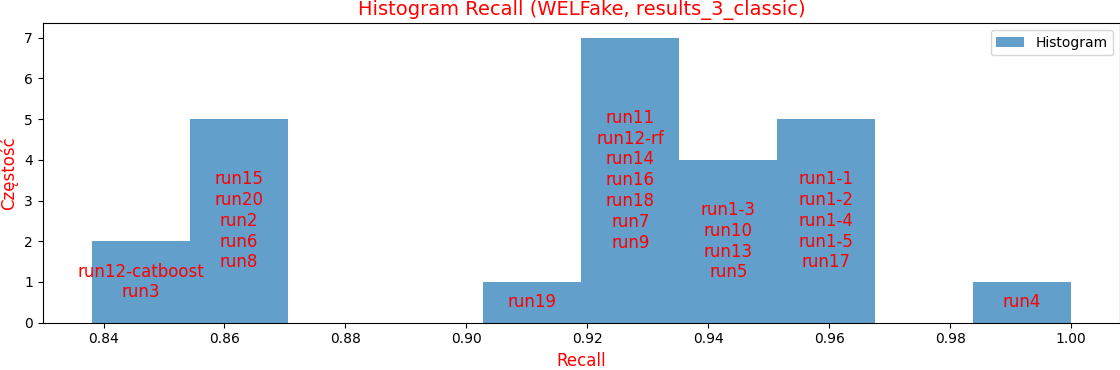 Histogram Recall (WELFake, results_3_classic)
Histogram
Częstość
7
6
5
4
3
2
1
0
run12-catboost
run3
run15
run20
run2
run6
run8
run19
run11
run12-rf
run14
run16
run18
run7
run9
run1-3
run10
run13
run5
run1-1
run1-2
run1-4
run1-5
run17
run4
0.84 0.86 0.88 0.90 0.92 0.94 0.96 0.98 1.00
Recall